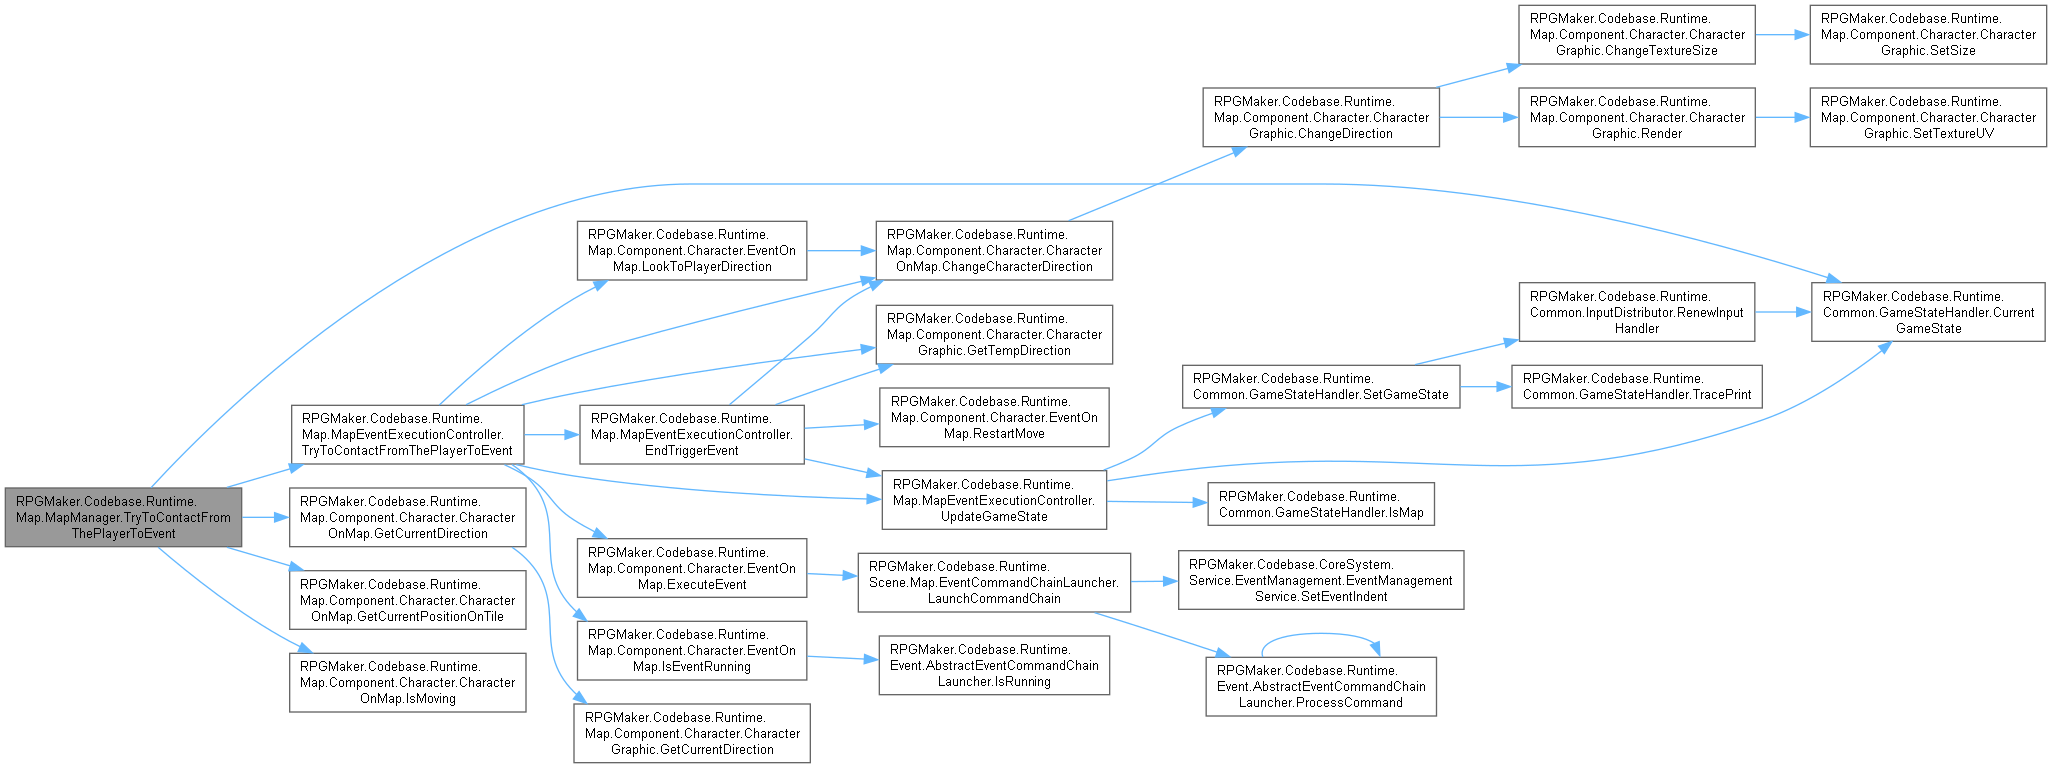 RPGMaker.Codebase.Runtime.
Map.MapManager.TryToContactFrom
ThePlayerToEvent
RPGMaker.Codebase.Runtime.
Map.MapEventExecutionController.
TryToContactFromThePlayerToEvent
RPGMaker.Codebase.Runtime.
Map.Component.Character.Character
OnMap.GetCurrentDirection
RPGMaker.Codebase.Runtime.
Map.Component.Character.Character
OnMap.GetCurrentPositionOnTile
RPGMaker.Codebase.Runtime.
Map.Component.Character.Character
OnMap.IsMoving
RPGMaker.Codebase.Runtime.
Map.Component.Character.EventOn
Map.LookToPlayerDirection
RPGMaker.Codebase.Runtime.
Map.MapEventExecutionController.
EndTriggerEvent
RPGMaker.Codebase.Runtime.
Map.Component.Character.EventOn
Map.ExecuteEvent
RPGMaker.Codebase.Runtime.
Map.Component.Character.EventOn
Map.IsEventRunning
RPGMaker.Codebase.Runtime.
Map.Component.Character.Character
Graphic.GetCurrentDirection
RPGMaker.Codebase.Runtime.
Map.Component.Character.Character
OnMap.ChangeCharacterDirection
RPGMaker.Codebase.Runtime.
Map.Component.Character.Character
Graphic.GetTempDirection
RPGMaker.Codebase.Runtime.
Map.Component.Character.EventOn
Map.RestartMove
RPGMaker.Codebase.Runtime.
Map.MapEventExecutionController.
UpdateGameState
RPGMaker.Codebase.Runtime.
Scene.Map.EventCommandChainLauncher.
LaunchCommandChain
RPGMaker.Codebase.Runtime.
Event.AbstractEventCommandChain
Launcher.IsRunning
RPGMaker.Codebase.Runtime.
Map.Component.Character.Character
Graphic.ChangeDirection
RPGMaker.Codebase.Runtime.
Common.GameStateHandler.SetGameState
RPGMaker.Codebase.Runtime.
Common.GameStateHandler.IsMap
RPGMaker.Codebase.CoreSystem.
Service.EventManagement.EventManagement
Service.SetEventIndent
RPGMaker.Codebase.Runtime.
Event.AbstractEventCommandChain
Launcher.ProcessCommand
RPGMaker.Codebase.Runtime.
Map.Component.Character.Character
Graphic.ChangeTextureSize
RPGMaker.Codebase.Runtime.
Map.Component.Character.Character
Graphic.Render
RPGMaker.Codebase.Runtime.
Common.InputDistributor.RenewInput
Handler
RPGMaker.Codebase.Runtime.
Common.GameStateHandler.TracePrint
RPGMaker.Codebase.Runtime.
Map.Component.Character.Character
Graphic.SetSize
RPGMaker.Codebase.Runtime.
Map.Component.Character.Character
Graphic.SetTextureUV
RPGMaker.Codebase.Runtime.
Common.GameStateHandler.Current
GameState